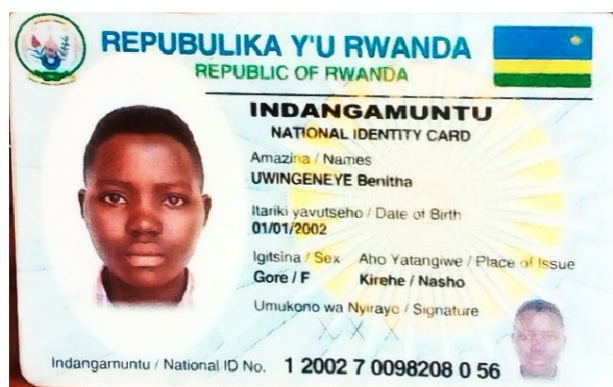 REPUBULIKA Y'U RWANDA
REPUBLIC OF RWANDA
INDANGAMUNTU
NATIONAL IDENTITY CARD
Amazina / Names
UWINGENEYE Benitha
Itariki yavutseho / Date of Birth
01/01/2002
Igitsina / Sex Aho Yatangiwe / Place of Issue
Gore / F Kirehe / Nasho
Umukono wa Nyirayo / Signature
X X X
Indangamuntu / National ID No. 1 2002 7 0098208 0 56